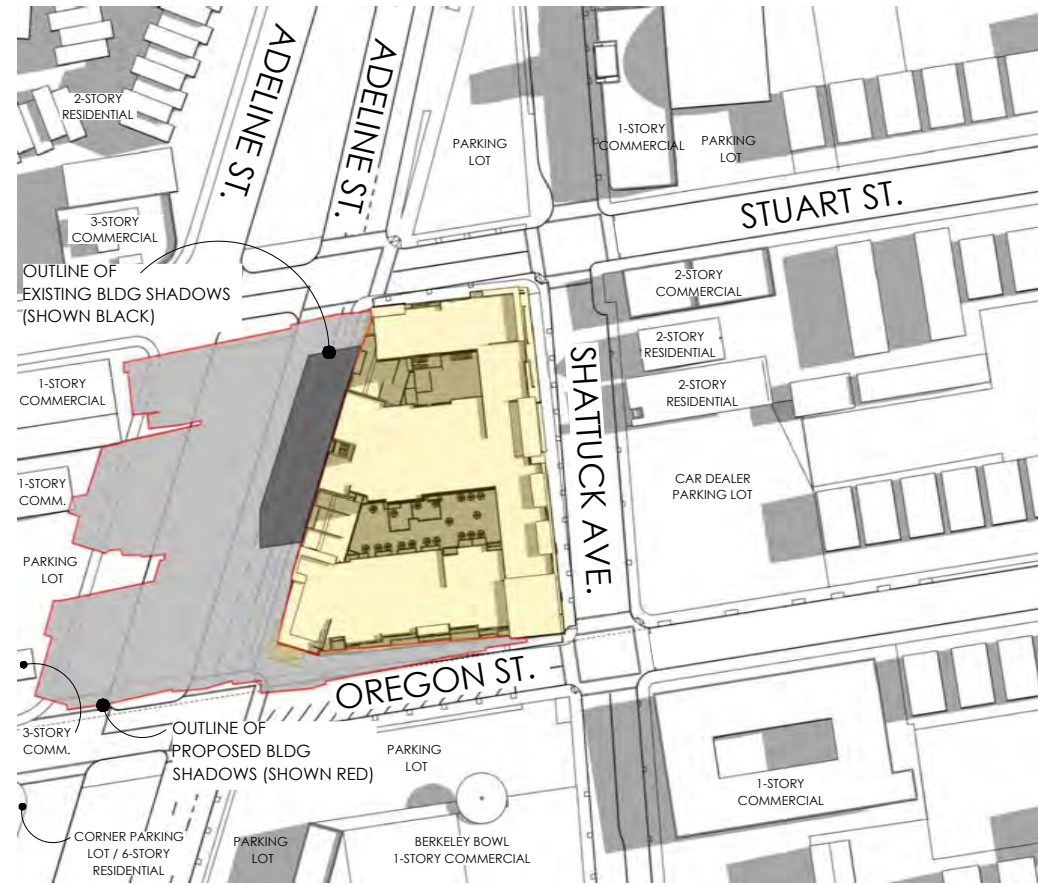 ADELINE ST.
ADELINE ST.
2-STORY
RESIDENTIAL
PARKING
LOT
1-STORY
COMMERCIAL
PARKING
LOT
STUART ST.
3-STORY
COMMERCIAL
OUTLINE OF
EXISTING BLDG SHADOWS
(SHOWN BLACK)
2-STORY
COMMERCIAL
2-STORY
RESIDENTIAL
2-STORY
RESIDENTIAL
SHATTUCK AVE.
1-STORY
COMMERCIAL
1-STORY
COMM.
CAR DEALER
PARKING LOT
PARKING
LOT
OREGON ST.
3-STORY
COMM.
OUTLINE OF
PROPOSED BLDG
SHADOWS (SHOWN RED)
PARKING
LOT
1-STORY
COMMERCIAL
CORNER PARKING
LOT / 6-STORY
RESIDENTIAL
PARKING
LOT
BERKELEY BOWL
1-STORY COMMERCIAL